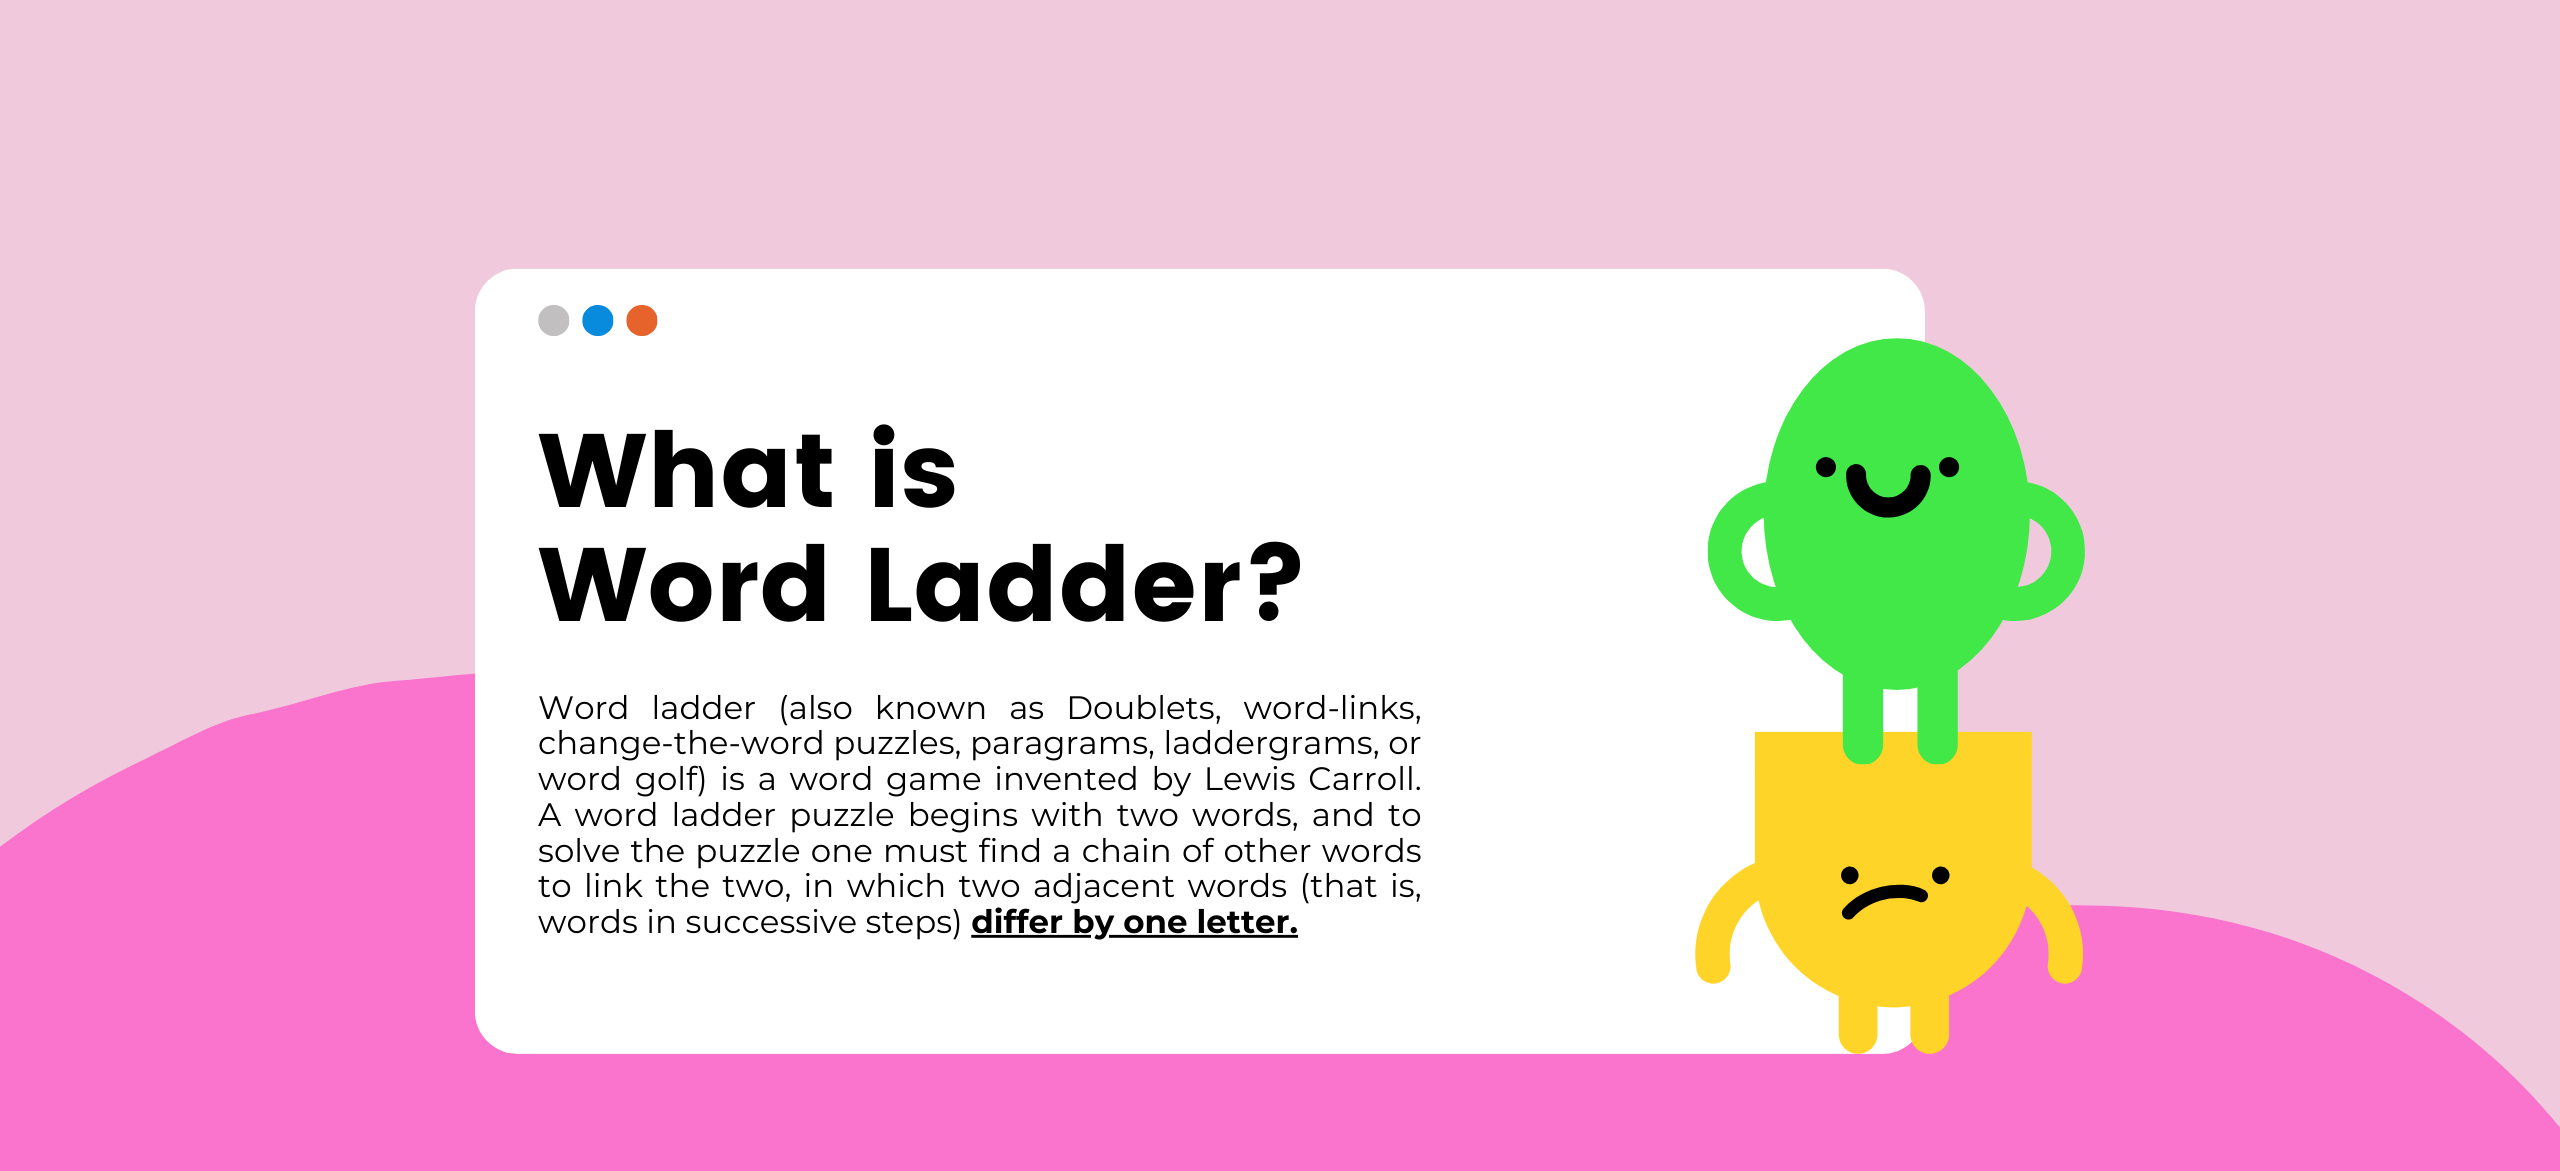 What is
Word Ladder?
Word ladder (also known as Doublets, word-links,
change-the-word puzzles, paragrams, laddergrams, or
word golf) is a word game invented by Lewis Carroll.
A word ladder puzzle begins with two words, and to
solve the puzzle one must find a chain of other words
to link the two, in which two adjacent words (that is,
words in successive steps) differ by one letter.